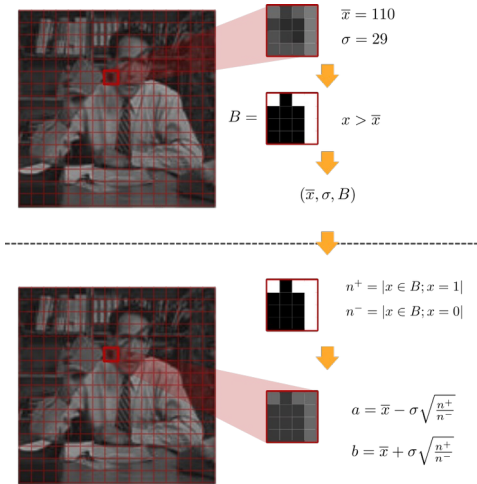 x̅ = 110
σ = 29
B =
x > x̅
(x̅, σ, B)
n⁺ = |x ∈ B; x = 1|
n⁻ = |x ∈ B; x = 0|
a = x̅ − σ√(n⁺/n⁻)
b = x̅ + σ√(n⁺/n⁻)